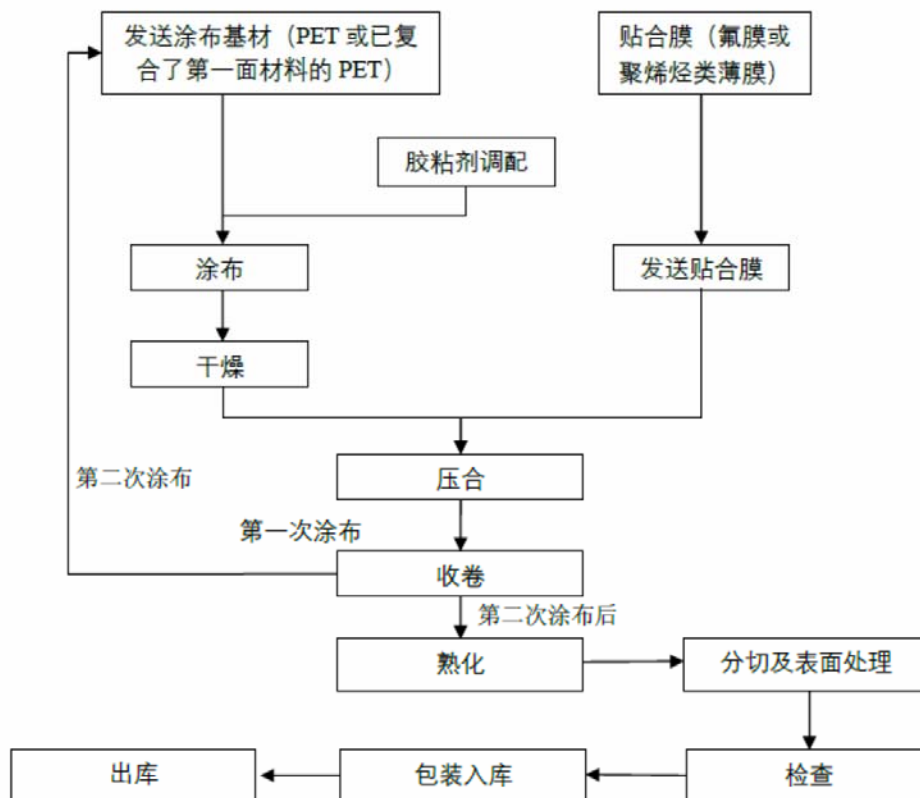 发送涂布基材（PET 或已复
合了第一面材料的 PET）
贴合膜（氟膜或
聚烯烃类薄膜）
胶粘剂调配
涂布
发送贴合膜
干燥
压合
第二次涂布
第一次涂布
收卷
第二次涂布后
熟化
分切及表面处理
出库
包装入库
检查